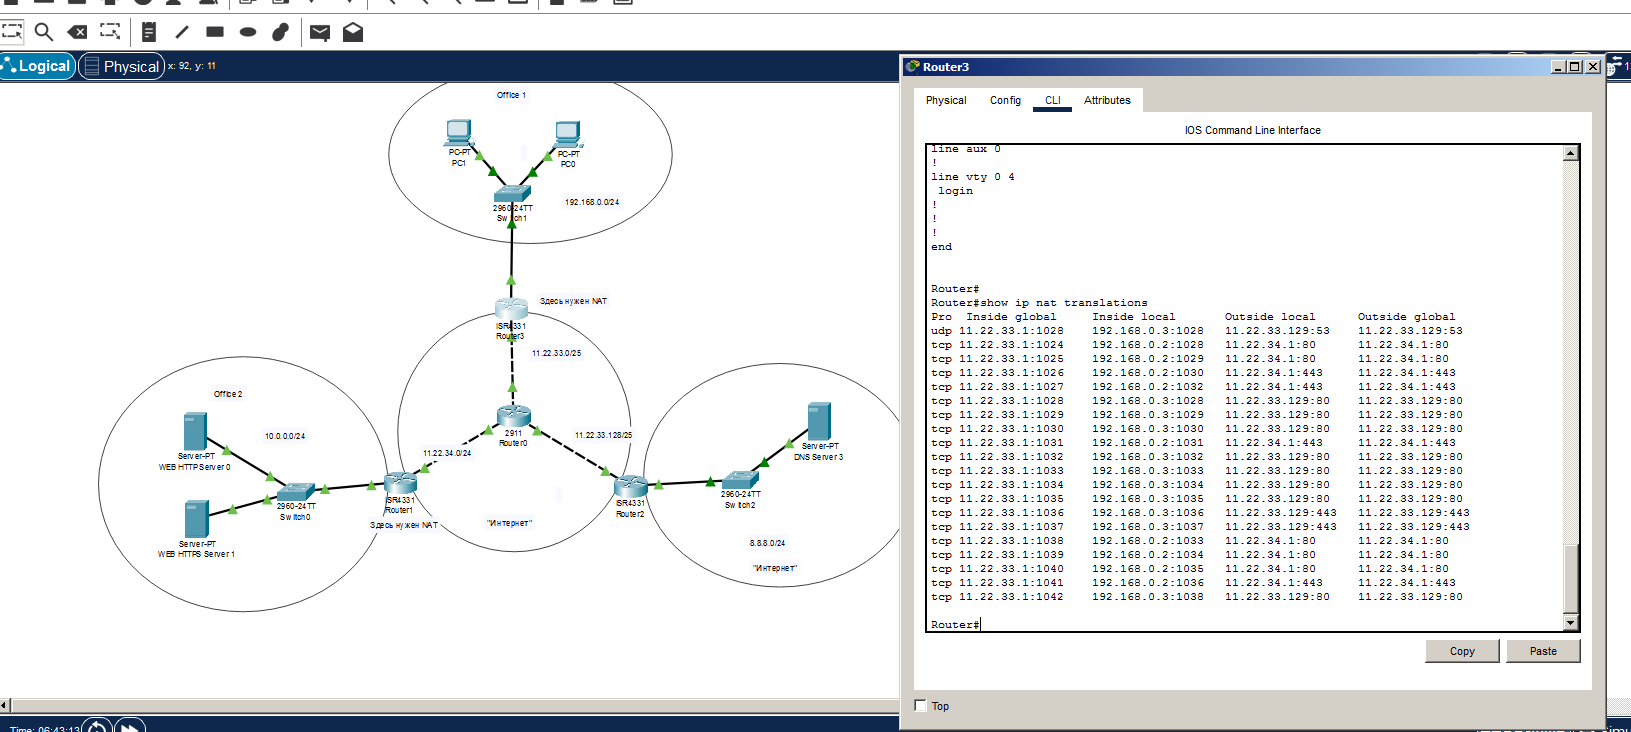 Logical
Physical
x: 92, y: 11
Office 1
PC-PT
PC1
PC-PT
PC0
2960-24TT
Switch1
192.168.0.0/24
Здесь нужен NAT
ISR4331
Router3
11.22.33.0/25
Office 2
10.0.0.0/24
Server-PT
WEB HTTP Server 0
2911
Router0
11.22.33.128/25
11.22.34.0/24
Server-PT
DNS Server 3
2960-24TT
Switch0
ISR4331
Router1
Здесь нужен NAT
ISR4331
Router2
2960-24TT
Switch2
"Интернет"
Server-PT
WEB HTTPS Server 1
8.8.8.0/24
"Интернет"
Time: 06:43:13
Router3
Physical
Config
CLI
Attributes
IOS Command Line Interface
line aux 0
!
line vty 0 4
login
!
!
!
end
Router#
Router#show ip nat translations
Pro Inside global Inside local Outside local Outside global
udp 11.22.33.1:1028 192.168.0.3:1028 11.22.33.129:53 11.22.33.129:53
tcp 11.22.33.1:1024 192.168.0.2:1028 11.22.34.1:80 11.22.34.1:80
tcp 11.22.33.1:1025 192.168.0.2:1029 11.22.34.1:80 11.22.34.1:80
tcp 11.22.33.1:1026 192.168.0.2:1030 11.22.34.1:443 11.22.34.1:443
tcp 11.22.33.1:1027 192.168.0.2:1032 11.22.34.1:443 11.22.34.1:443
tcp 11.22.33.1:1028 192.168.0.3:1028 11.22.33.129:80 11.22.33.129:80
tcp 11.22.33.1:1029 192.168.0.3:1029 11.22.33.129:80 11.22.33.129:80
tcp 11.22.33.1:1030 192.168.0.3:1030 11.22.33.129:80 11.22.33.129:80
tcp 11.22.33.1:1031 192.168.0.2:1031 11.22.34.1:443 11.22.34.1:443
tcp 11.22.33.1:1032 192.168.0.3:1032 11.22.33.129:80 11.22.33.129:80
tcp 11.22.33.1:1033 192.168.0.3:1033 11.22.33.129:80 11.22.33.129:80
tcp 11.22.33.1:1034 192.168.0.3:1034 11.22.33.129:80 11.22.33.129:80
tcp 11.22.33.1:1035 192.168.0.3:1035 11.22.33.129:80 11.22.33.129:80
tcp 11.22.33.1:1036 192.168.0.3:1036 11.22.33.129:443 11.22.33.129:443
tcp 11.22.33.1:1037 192.168.0.3:1037 11.22.33.129:443 11.22.33.129:443
tcp 11.22.33.1:1038 192.168.0.2:1033 11.22.34.1:80 11.22.34.1:80
tcp 11.22.33.1:1039 192.168.0.2:1034 11.22.34.1:80 11.22.34.1:80
tcp 11.22.33.1:1040 192.168.0.2:1035 11.22.34.1:80 11.22.34.1:80
tcp 11.22.33.1:1041 192.168.0.2:1036 11.22.34.1:443 11.22.34.1:443
tcp 11.22.33.1:1042 192.168.0.3:1038 11.22.33.129:80 11.22.33.129:80
Router#
Copy
Paste
Top